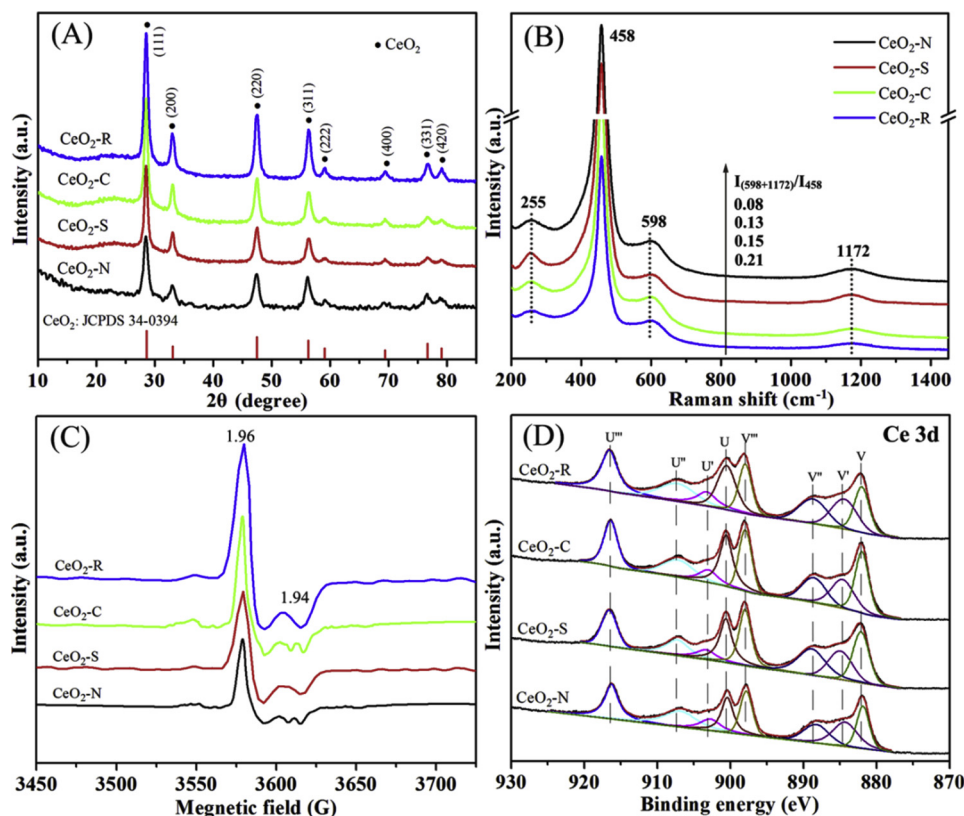 (A)
• CeO₂
(111)
(200)
(220)
(311)
(222)
(400)
(331)
(420)
CeO₂-R
CeO₂-C
CeO₂-S
CeO₂-N
CeO₂: JCPDS 34-0394
Intensity (a.u.)
10 20 30 40 50 60 70 80
2θ (degree)
(B)
458
CeO₂-N
CeO₂-S
CeO₂-C
CeO₂-R
255
598
1172
I(598+1172)/I458
0.08
0.13
0.15
0.21
Intensity (a.u.)
200 400 600 800 1000 1200 1400
Raman shift (cm⁻¹)
(C)
1.96
1.94
CeO₂-R
CeO₂-C
CeO₂-S
CeO₂-N
Intensity (a.u.)
3450 3500 3550 3600 3650 3700
Megnetic field (G)
(D)
Ce 3d
U''' U'' U' U V''' V'' V' V
CeO₂-R
CeO₂-C
CeO₂-S
CeO₂-N
Intensity (a.u.)
930 920 910 900 890 880 870
Binding energy (eV)